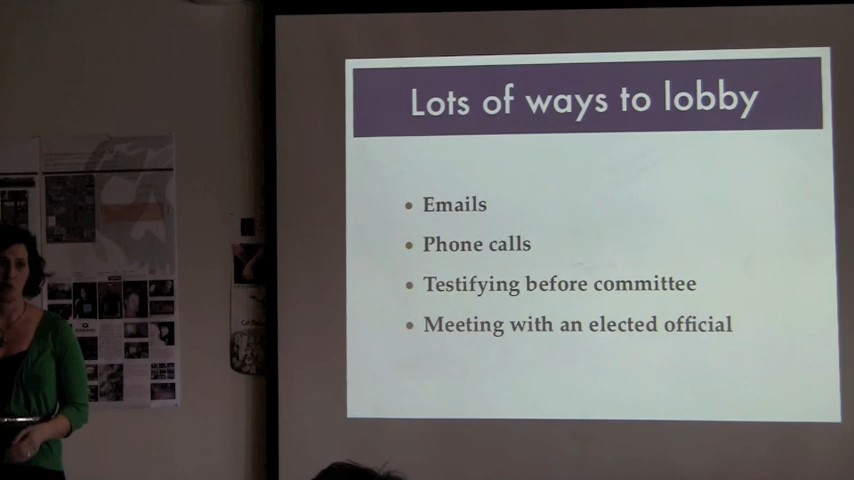 Lots of ways to lobby
Emails
Phone calls
Testifying before committee
Meeting with an elected official